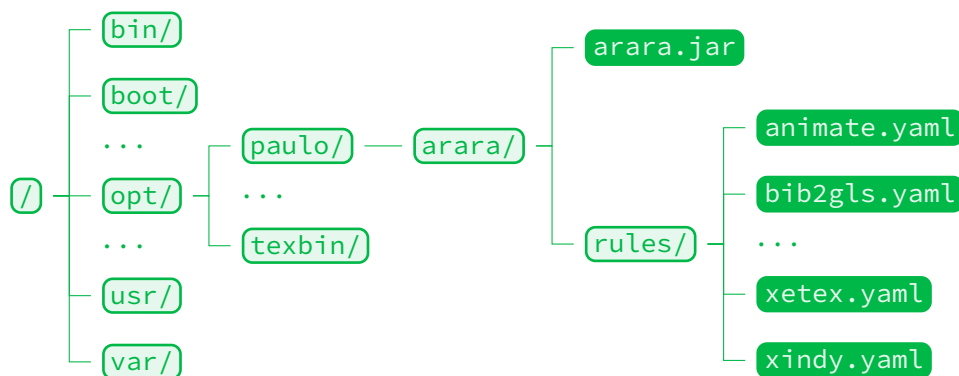 /
bin/
boot/
...
opt/
...
usr/
var/
paulo/
...
texbin/
arara/
arara.jar
rules/
animate.yaml
bib2gls.yaml
...
xetex.yaml
xindy.yaml